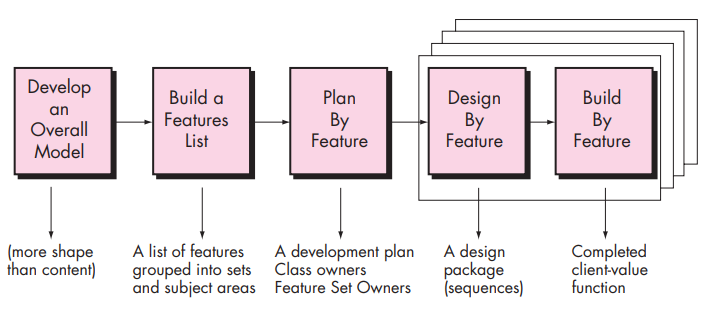 Develop
an
Overall
Model
Build a
Features
List
Plan
By
Feature
Design
By
Feature
Build
By
Feature
(more shape
than content)
A list of features
grouped into sets
and subject areas
A development plan
Class owners
Feature Set Owners
A design
package
(sequences)
Completed
client-value
function